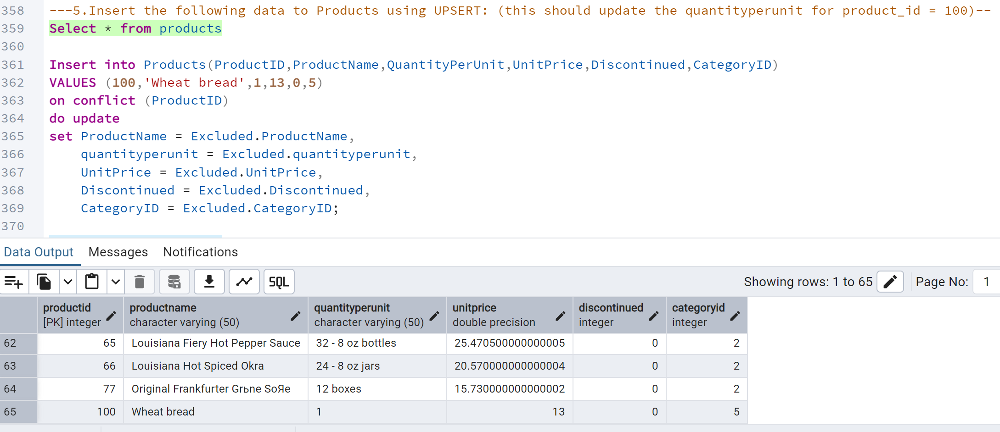 358 ---5.Insert the following data to Products using UPSERT: (this should update the quantityperunit for product_id = 100)--
359 Select * from products
360
361 Insert into Products(ProductID,ProductName,QuantityPerUnit,UnitPrice,Discontinued,CategoryID)
362 VALUES (100,'Wheat bread',1,13,0,5)
363 on conflict (ProductID)
364 do update
365 set ProductName = Excluded.ProductName,
366 quantityperunit = Excluded.quantityperunit,
367 UnitPrice = Excluded.UnitPrice,
368 Discontinued = Excluded.Discontinued,
369 CategoryID = Excluded.CategoryID;
370
Data Output Messages Notifications
SQL Showing rows: 1 to 65 Page No: 1
productid productname quantityperunit unitprice discontinued categoryid
[PK] integer character varying (50) character varying (50) double precision integer integer
62 65 Louisiana Fiery Hot Pepper Sauce 32 - 8 oz bottles 25.470500000000005 0 2
63 66 Louisiana Hot Spiced Okra 24 - 8 oz jars 20.570000000000004 0 2
64 77 Original Frankfurter Grьne SoЯe 12 boxes 15.730000000000002 0 2
65 100 Wheat bread 1 13 0 5